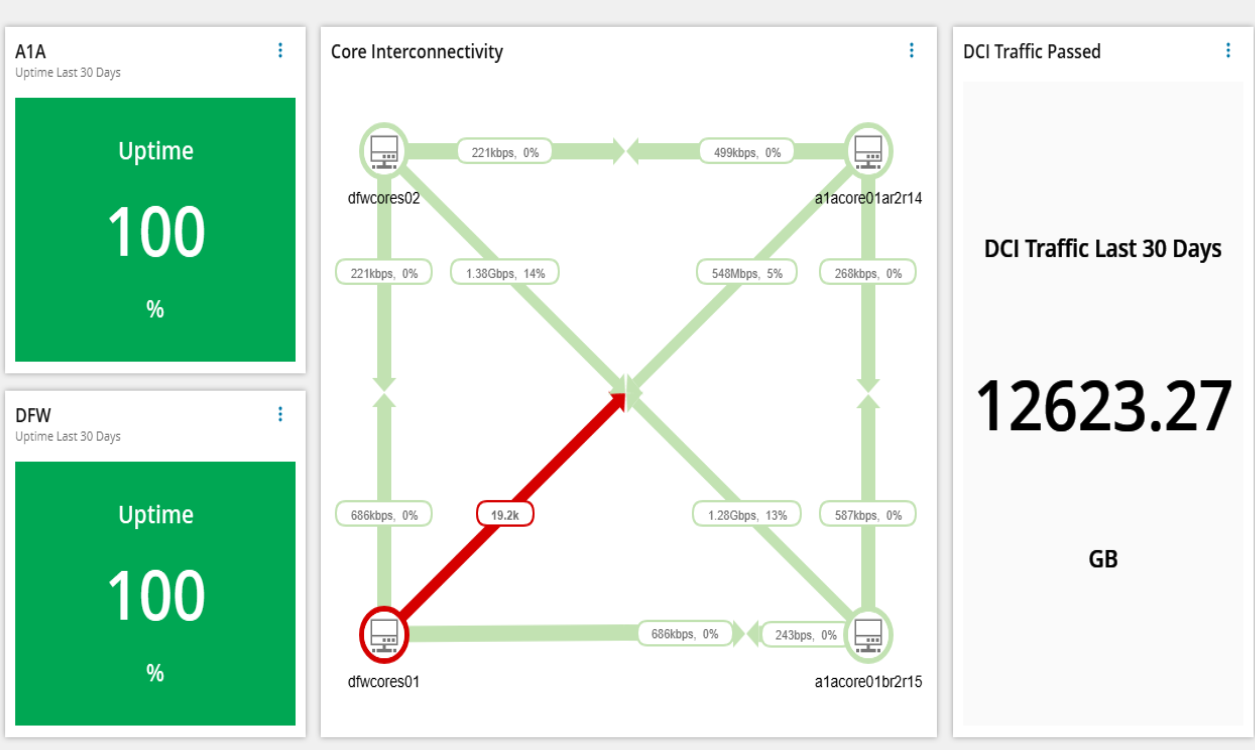 A1A
Uptime Last 30 Days
Uptime
100
%
DFW
Uptime Last 30 Days
Uptime
100
%
Core Interconnectivity
221kbps, 0%
499kbps, 0%
dfwcores02
a1acore01ar2r14
221kbps, 0%
1.38Gbps, 14%
548Mbps, 5%
268kbps, 0%
686kbps, 0%
19.2k
1.28Gbps, 13%
587kbps, 0%
686kbps, 0%
243bps, 0%
dfwcores01
a1acore01br2r15
DCI Traffic Passed
DCI Traffic Last 30 Days
12623.27
GB